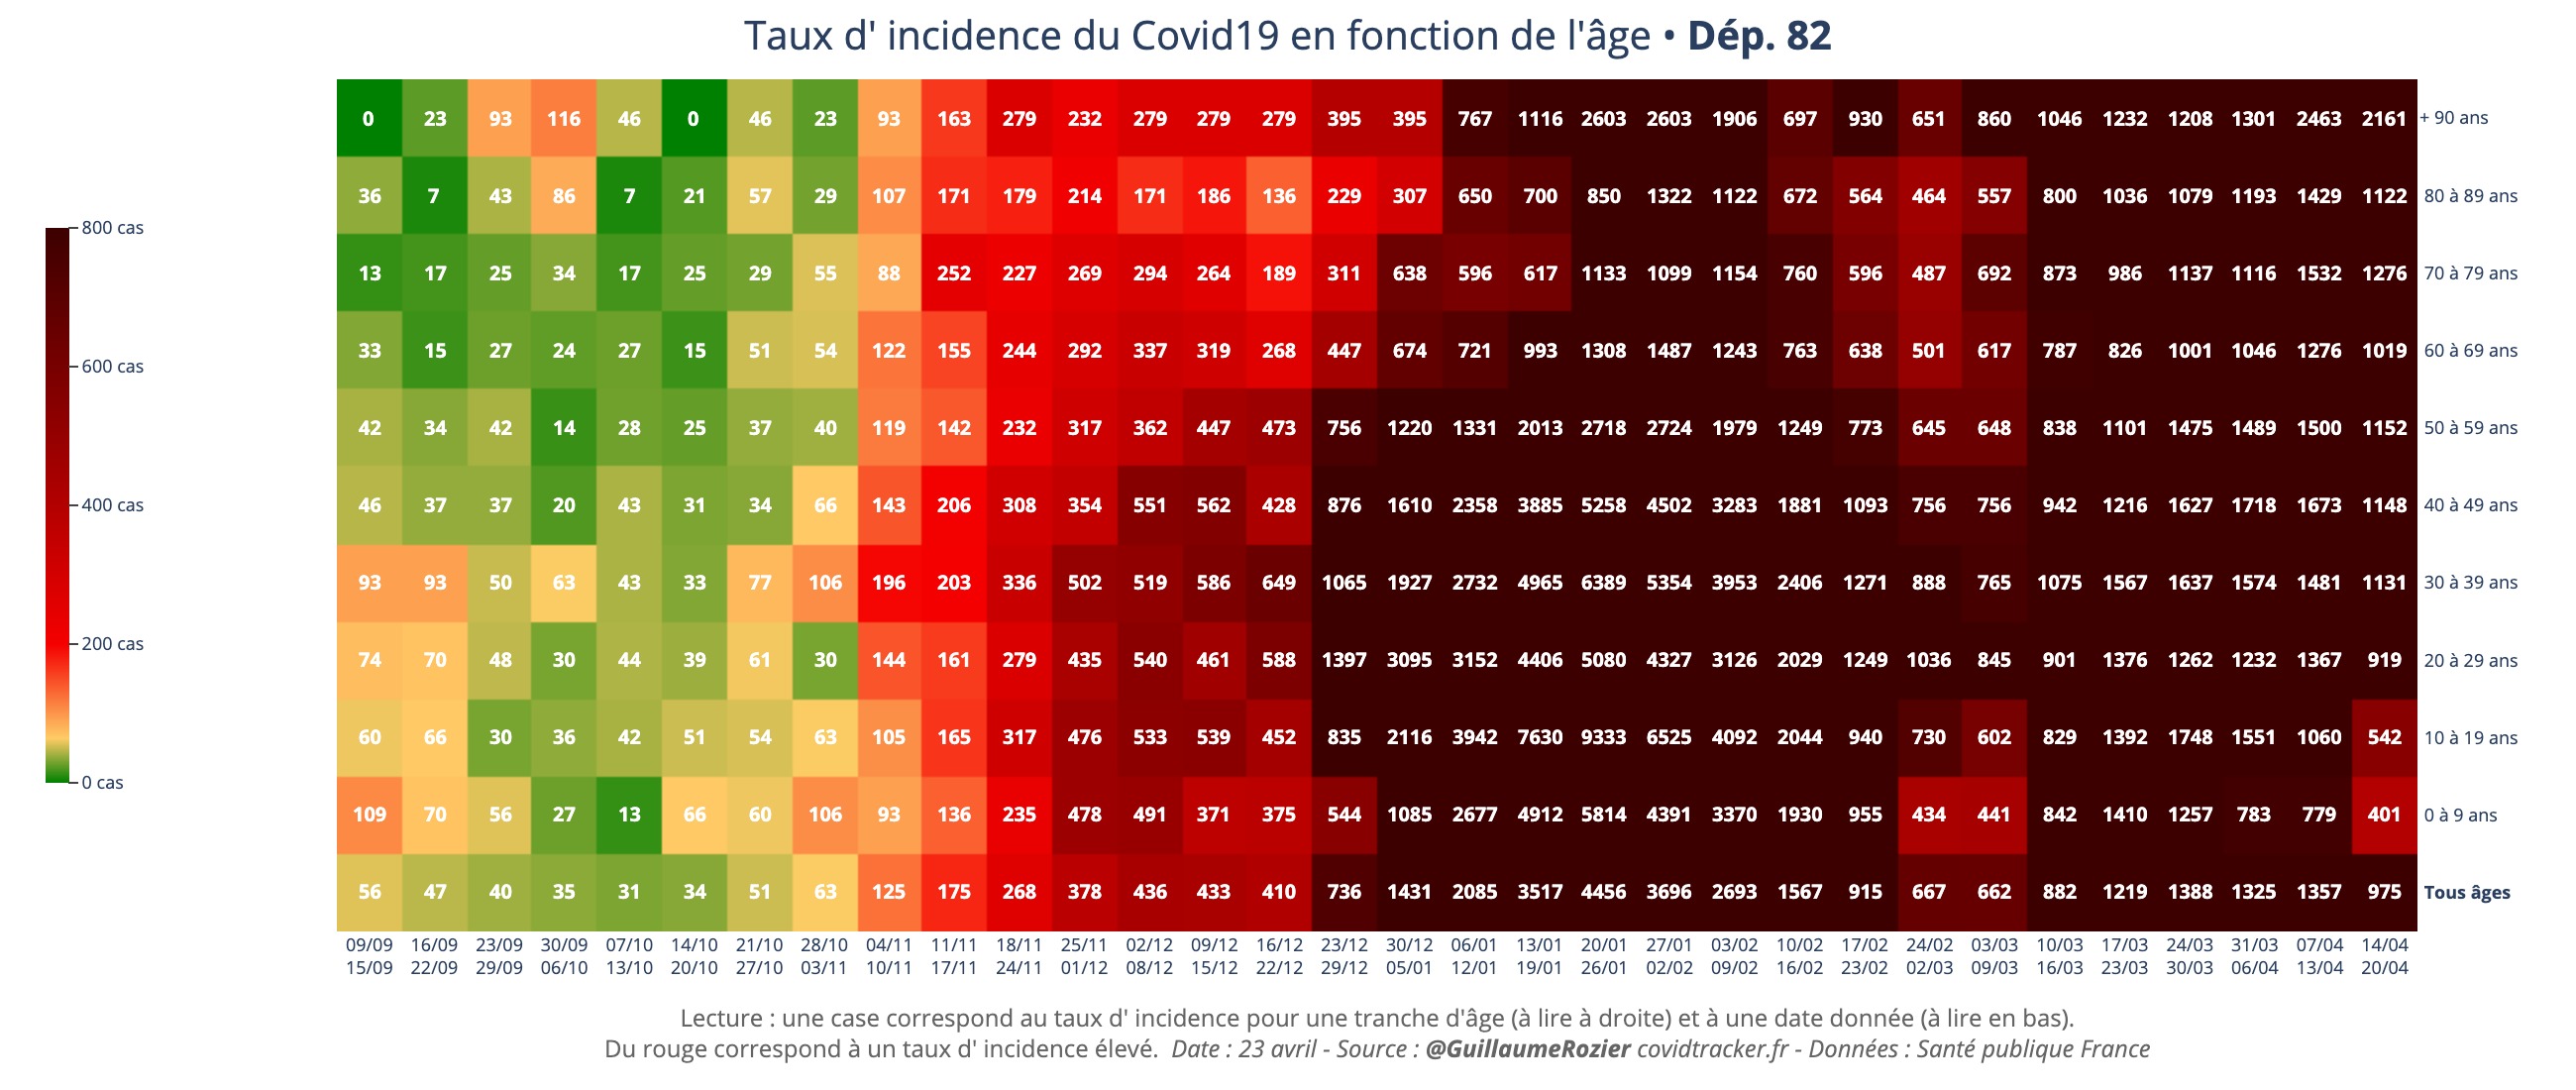 Taux d' incidence du Covid19 en fonction de l'âge • Dép. 82
0 23 93 116 46 0 46 23 93 163 279 232 279 279 279 395 395 767 1116 2603 2603 1906 697 930 651 860 1046 1232 1208 1301 2463 2161 + 90 ans
36 7 43 86 7 21 57 29 107 171 179 214 171 186 136 229 307 650 700 850 1322 1122 672 564 464 557 800 1036 1079 1193 1429 1122 80 à 89 ans
800 cas
13 17 25 34 17 25 29 55 88 252 227 269 294 264 189 311 638 596 617 1133 1099 1154 760 596 487 692 873 986 1137 1116 1532 1276 70 à 79 ans
33 15 27 24 27 15 51 54 122 155 244 292 337 319 268 447 674 721 993 1308 1487 1243 763 638 501 617 787 826 1001 1046 1276 1019 60 à 69 ans
600 cas
42 34 42 14 28 25 37 40 119 142 232 317 362 447 473 756 1220 1331 2013 2718 2724 1979 1249 773 645 648 838 1101 1475 1489 1500 1152 50 à 59 ans
400 cas
46 37 37 20 43 31 34 66 143 206 308 354 551 562 428 876 1610 2358 3885 5258 4502 3283 1881 1093 756 756 942 1216 1627 1718 1673 1148 40 à 49 ans
93 93 50 63 43 33 77 106 196 203 336 502 519 586 649 1065 1927 2732 4965 6389 5354 3953 2406 1271 888 765 1075 1567 1637 1574 1481 1131 30 à 39 ans
200 cas
74 70 48 30 44 39 61 30 144 161 279 435 540 461 588 1397 3095 3152 4406 5080 4327 3126 2029 1249 1036 845 901 1376 1262 1232 1367 919 20 à 29 ans
60 66 30 36 42 51 54 63 105 165 317 476 533 539 452 835 2116 3942 7630 9333 6525 4092 2044 940 730 602 829 1392 1748 1551 1060 542 10 à 19 ans
0 cas
109 70 56 27 13 66 60 106 93 136 235 478 491 371 375 544 1085 2677 4912 5814 4391 3370 1930 955 434 441 842 1410 1257 783 779 401 0 à 9 ans
56 47 40 35 31 34 51 63 125 175 268 378 436 433 410 736 1431 2085 3517 4456 3696 2693 1567 915 667 662 882 1219 1388 1325 1357 975 Tous âges
09/09 16/09 23/09 30/09 07/10 14/10 21/10 28/10 04/11 11/11 18/11 25/11 02/12 09/12 16/12 23/12 30/12 06/01 13/01 20/01 27/01 03/02 10/02 17/02 24/02 03/03 10/03 17/03 24/03 31/03 07/04 14/04
15/09 22/09 29/09 06/10 13/10 20/10 27/10 03/11 10/11 17/11 24/11 01/12 08/12 15/12 22/12 29/12 05/01 12/01 19/01 26/01 02/02 09/02 16/02 23/02 02/03 09/03 16/03 23/03 30/03 06/04 13/04 20/04
Lecture : une case correspond au taux d' incidence pour une tranche d'âge (à lire à droite) et à une date donnée (à lire en bas).
Du rouge correspond à un taux d' incidence élevé. Date : 23 avril - Source : @GuillaumeRozier covidtracker.fr - Données : Santé publique France